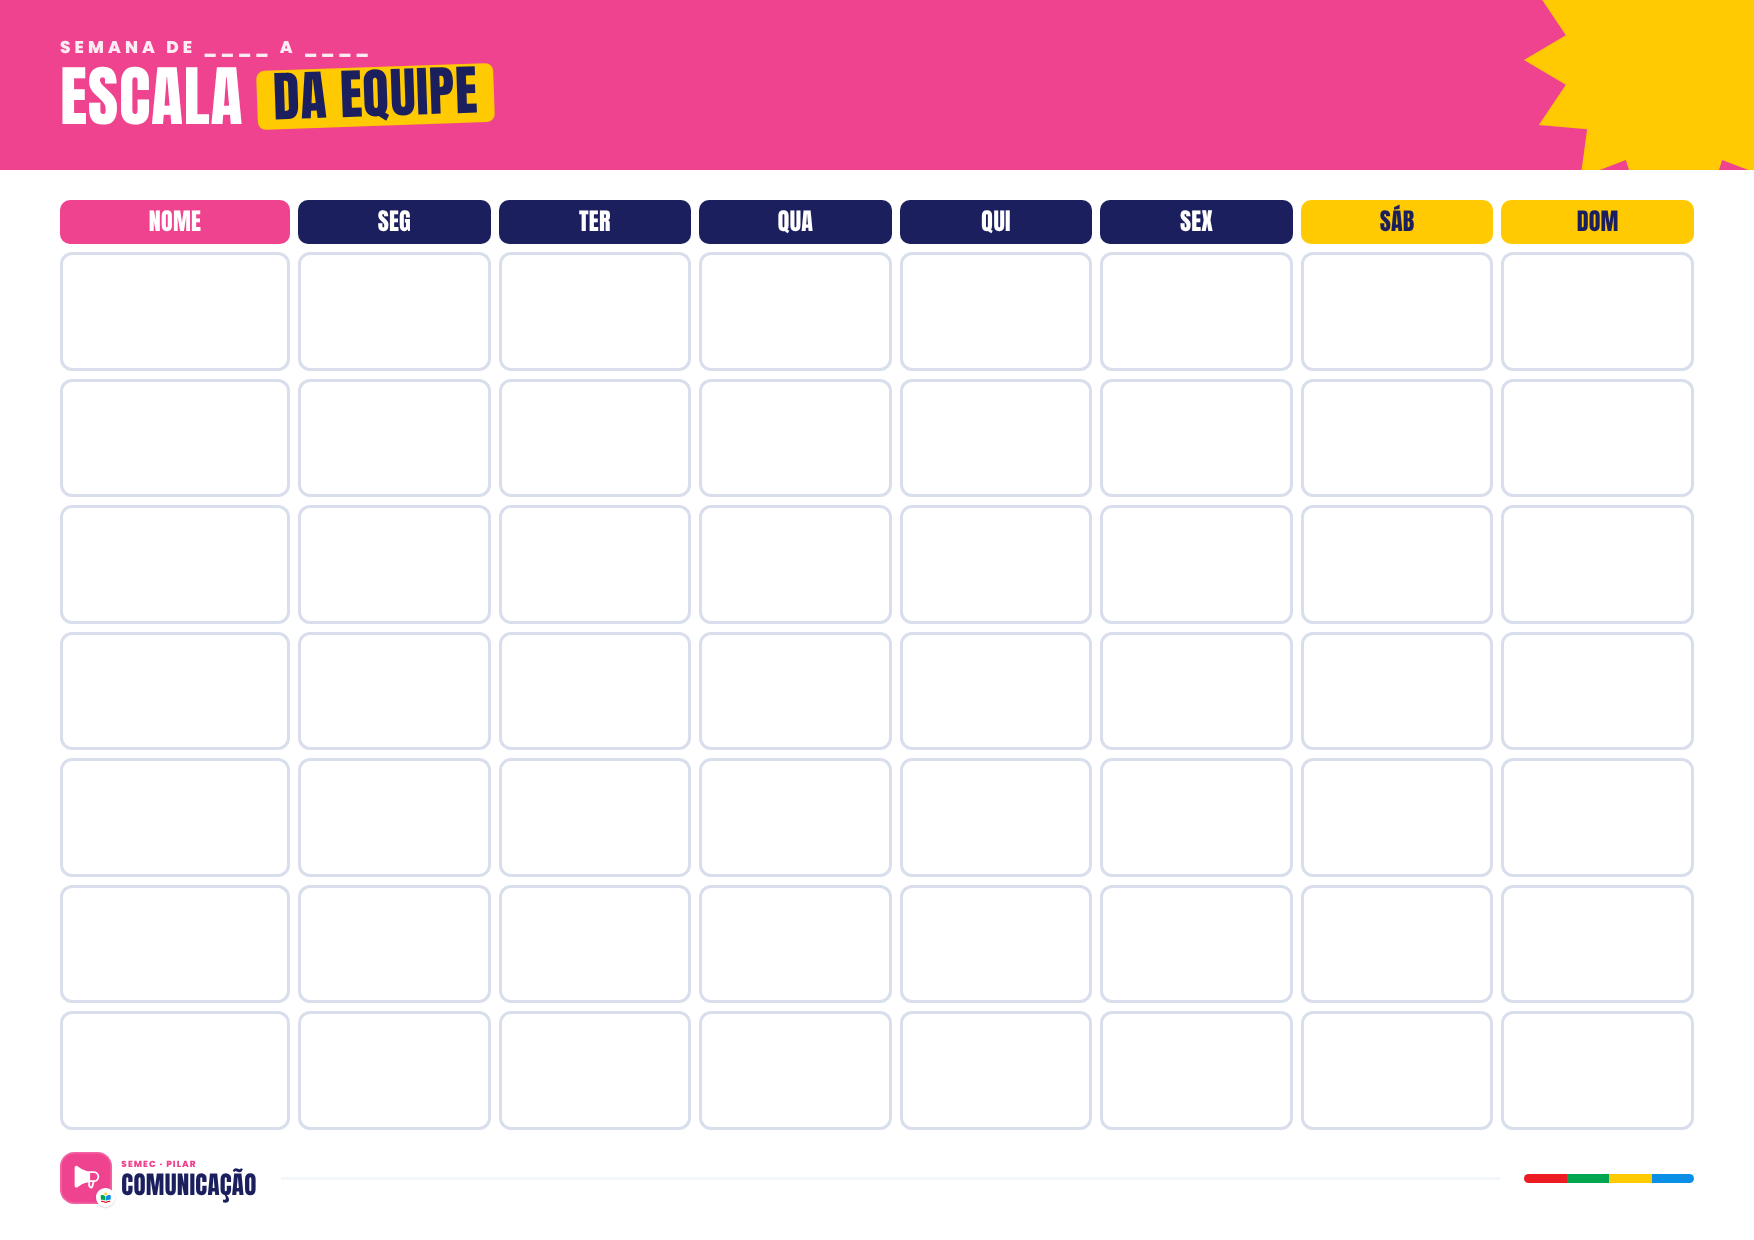 SEMANA DE ____ A ____
ESCALA DA EQUIPE
NOME SEG TER QUA QUI SEX SÁB DOM
SEMEC · PILAR
COMUNICAÇÃO